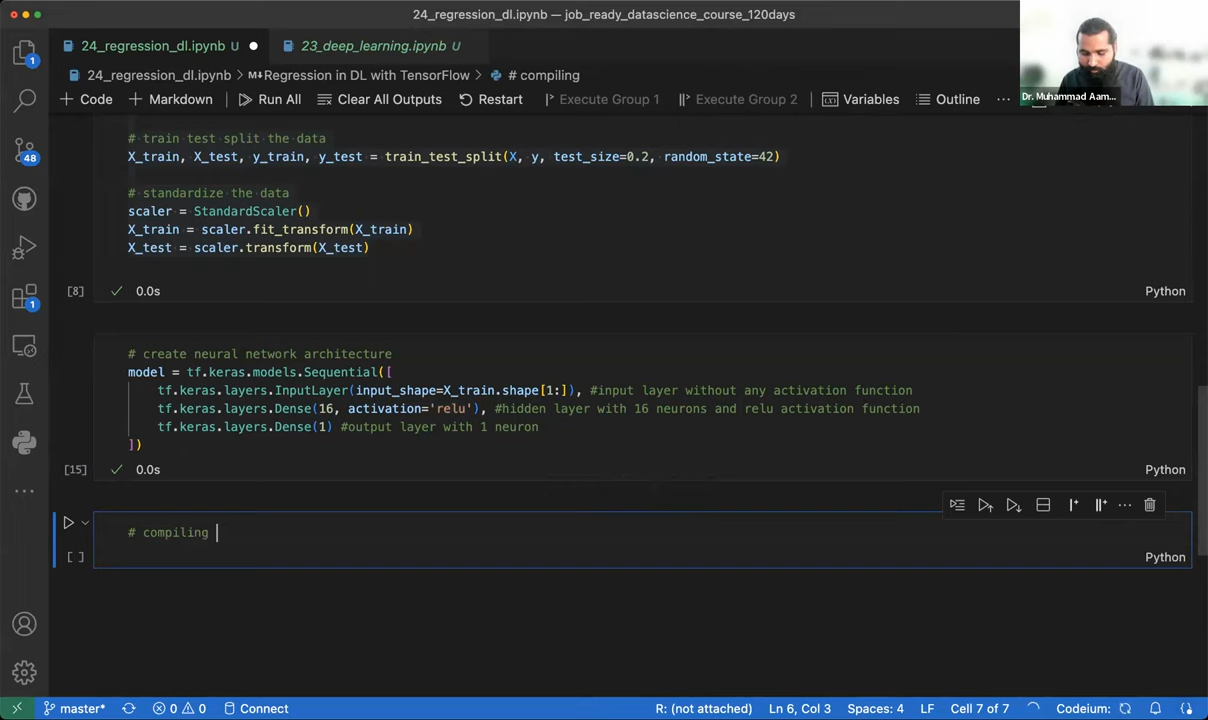 24_regression_dl.ipynb — job_ready_datascience_course_120days
24_regression_dl.ipynb U
23_deep_learning.ipynb U
24_regression_dl.ipynb > M↓Regression in DL with TensorFlow > # compiling
+ Code + Markdown Run All Clear All Outputs Restart Execute Group 1 Execute Group 2 Variables Outline ...
Dr. Muhammad Aam...
1
48
1
# train test split the data
X_train, X_test, y_train, y_test = train_test_split(X, y, test_size=0.2, random_state=42)
# standardize the data
scaler = StandardScaler()
X_train = scaler.fit_transform(X_train)
X_test = scaler.transform(X_test)
[8] 0.0s Python
# create neural network architecture
model = tf.keras.models.Sequential([
tf.keras.layers.InputLayer(input_shape=X_train.shape[1:]), #input layer without any activation function
tf.keras.layers.Dense(16, activation='relu'), #hidden layer with 16 neurons and relu activation function
tf.keras.layers.Dense(1) #output layer with 1 neuron
])
[15] 0.0s Python
# compiling
[ ] Python
master* 0 0 Connect R: (not attached) Ln 6, Col 3 Spaces: 4 LF Cell 7 of 7 Codeium: